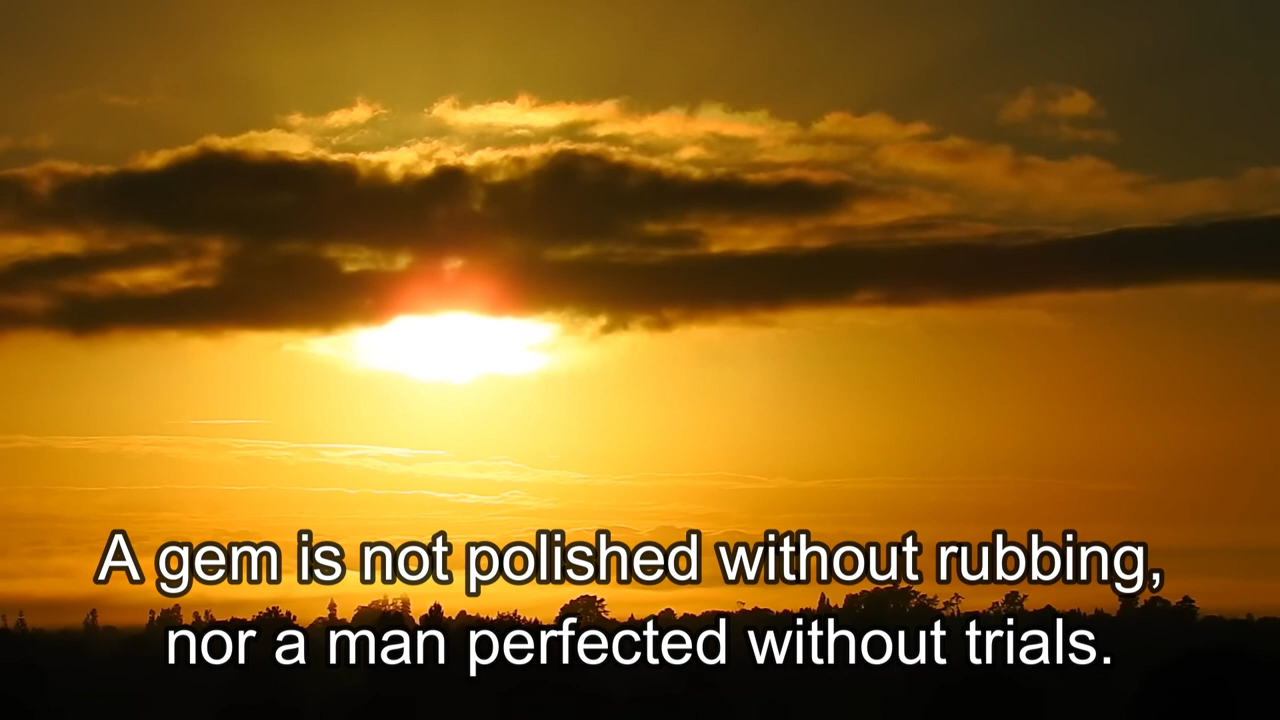 A gem is not polished without rubbing,
nor a man perfected without trials.